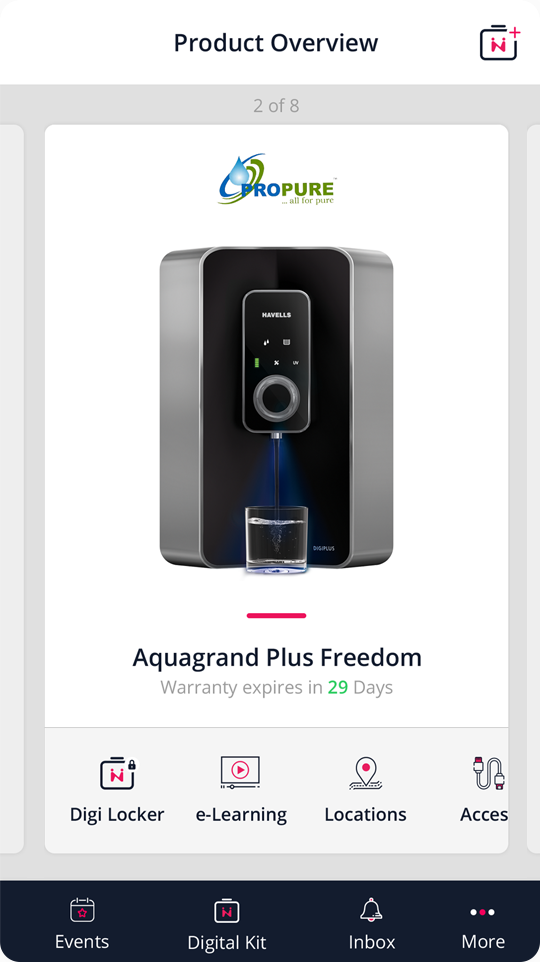 Product Overview
2 of 8
PROPURE
... all for pure
HAVELLS
UV
DIGIPLUS
Aquagrand Plus Freedom
Warranty expires in 29 Days
Digi Locker
e-Learning
Locations
Acces
Events
Digital Kit
Inbox
More